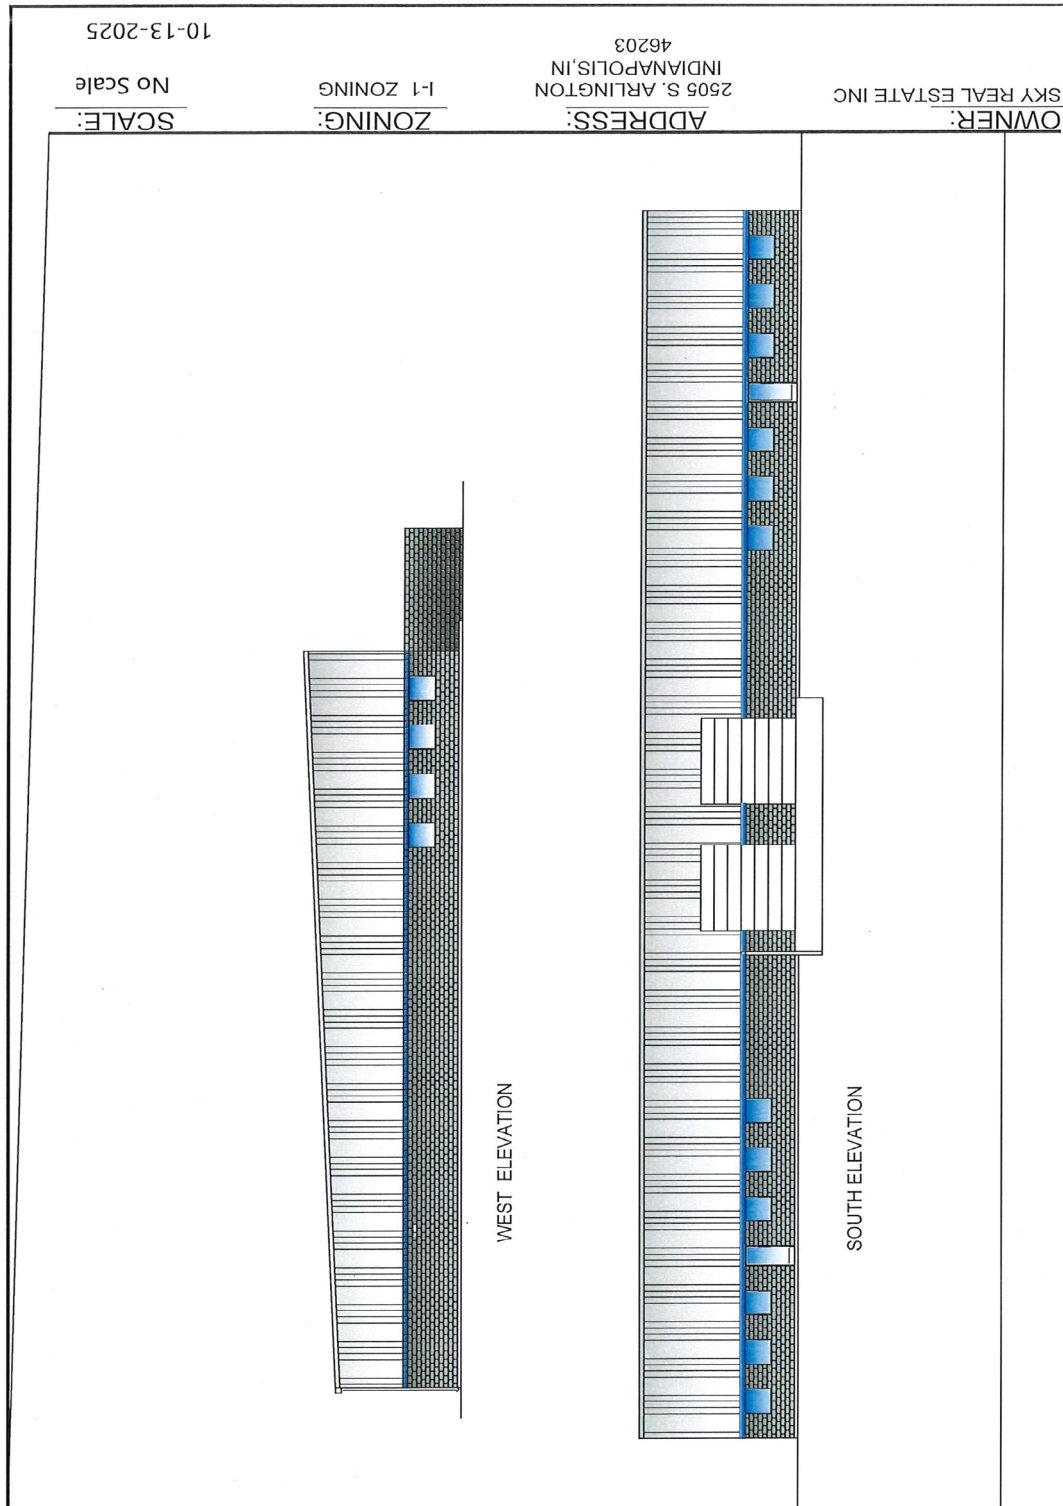 OWNER:
SKY REAL ESTATE INC
ADDRESS:
2505 S. ARLINGTON
INDIANAPOLIS,IN
46203
ZONING:
I-1 ZONING
SCALE:
No Scale
10-13-2025
WEST ELEVATION
SOUTH ELEVATION